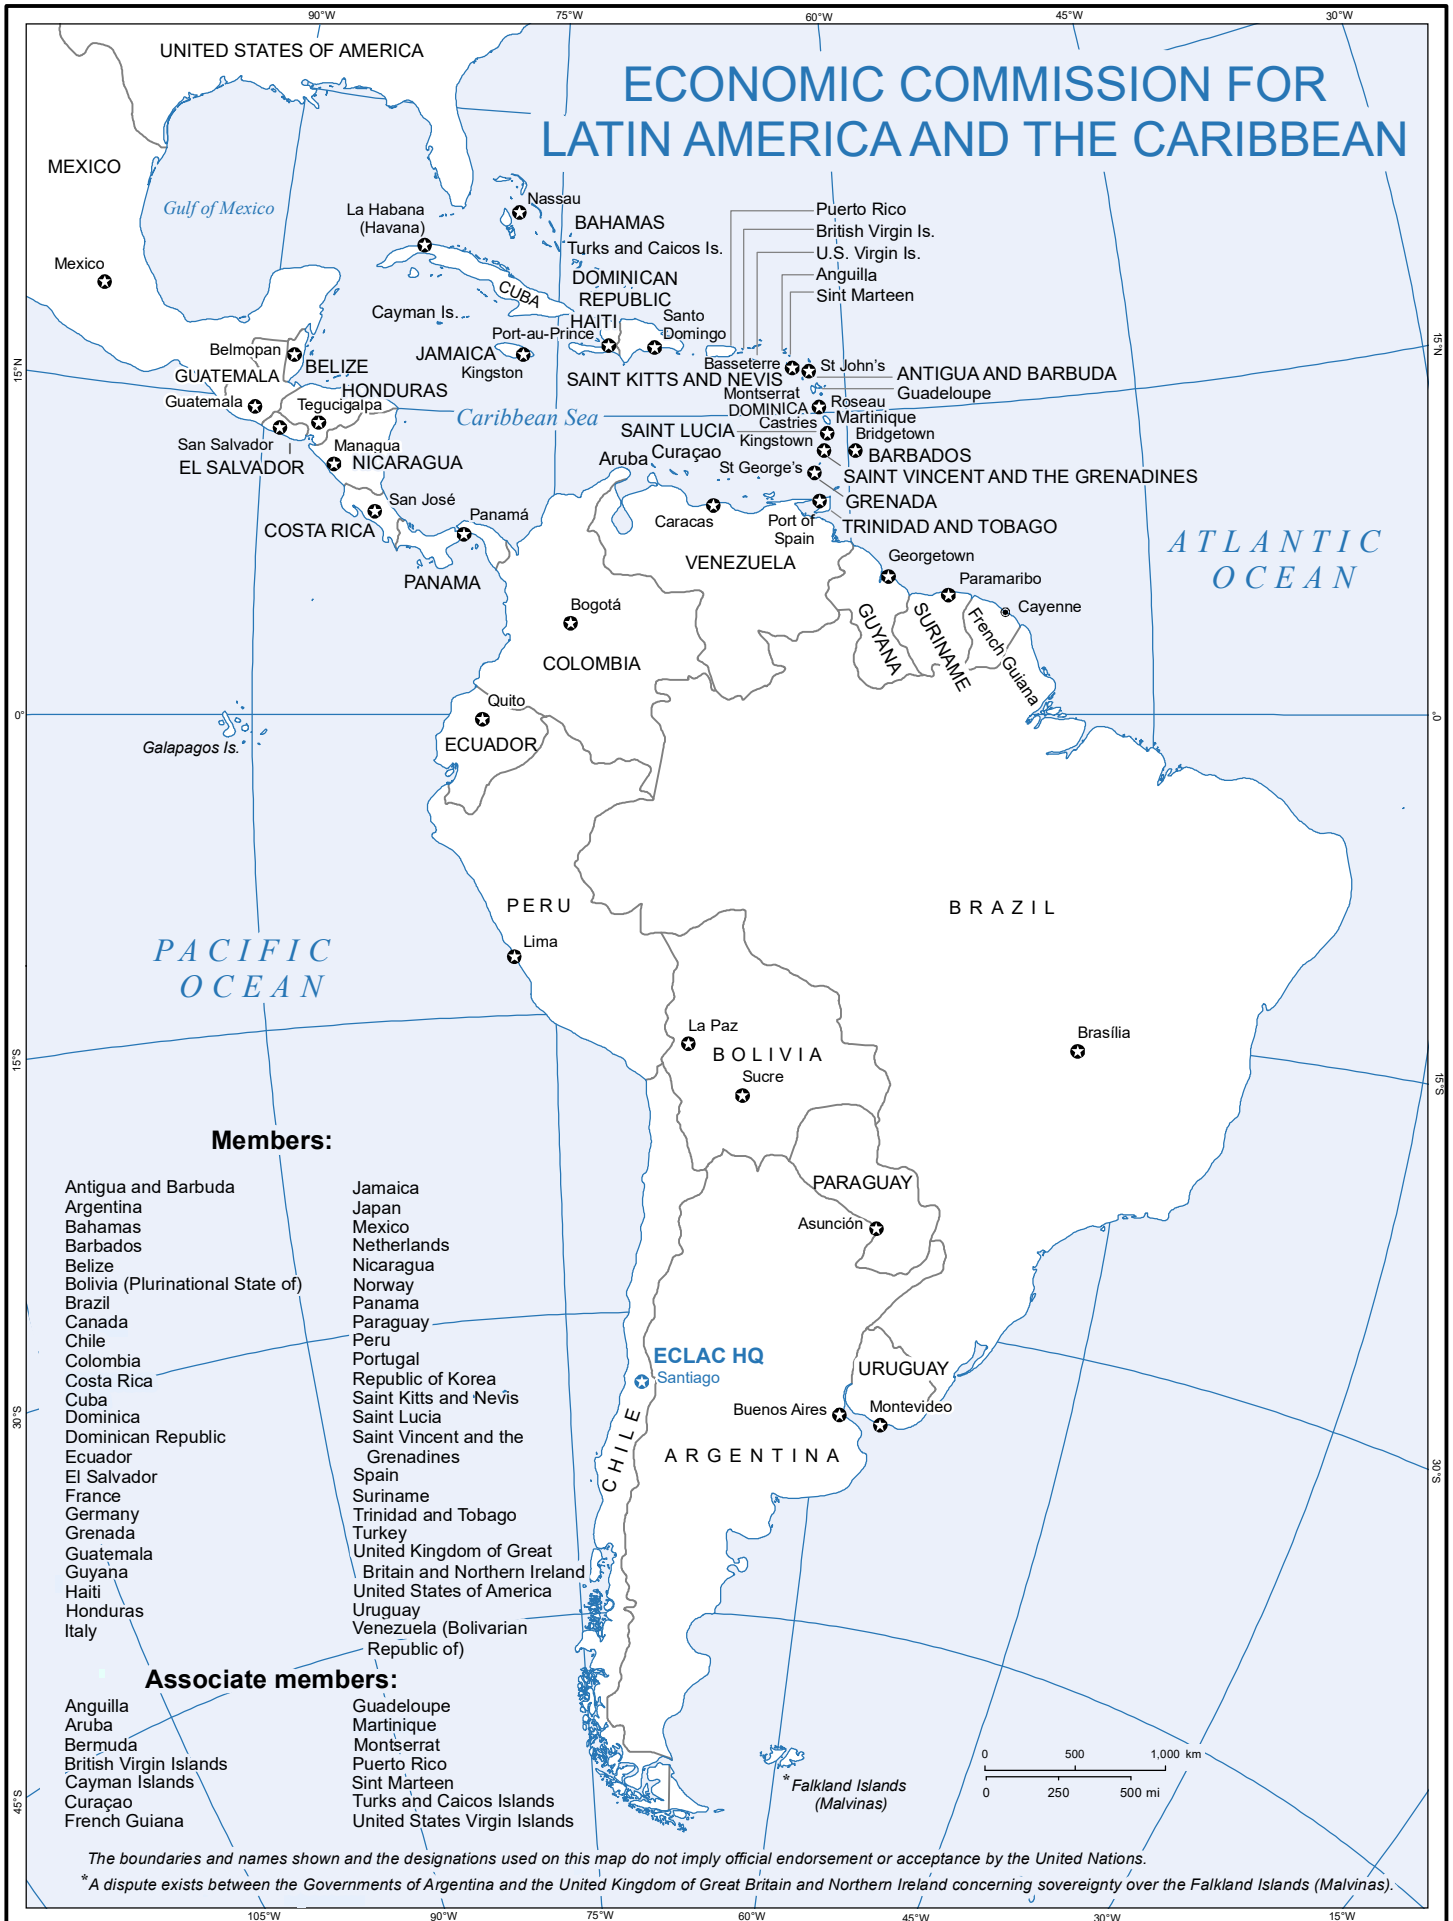 90°W
75°W
60°W
45°W
30°W
UNITED STATES OF AMERICA
ECONOMIC COMMISSION FOR
LATIN AMERICA AND THE CARIBBEAN
MEXICO
Gulf of Mexico
La Habana
(Havana)
Nassau
BAHAMAS
Turks and Caicos Is.
Puerto Rico
British Virgin Is.
U.S. Virgin Is.
Anguilla
Sint Marteen
Mexico
CUBA
DOMINICAN
REPUBLIC
Cayman Is.
HAITI
Santo
Domingo
Port-au-Prince
JAMAICA
Kingston
Belmopan
BELIZE
GUATEMALA
HONDURAS
Guatemala
Tegucigalpa
15°N
15°N
Basseterre
St John's
SAINT KITTS AND NEVIS
ANTIGUA AND BARBUDA
Montserrat
Guadeloupe
DOMINICA
Roseau
Caribbean Sea
Castries
Martinique
SAINT LUCIA
Kingstown
Bridgetown
San Salvador
Managua
EL SALVADOR
NICARAGUA
Aruba
Curaçao
BARBADOS
St George's
SAINT VINCENT AND THE GRENADINES
San José
GRENADA
COSTA RICA
Panamá
Caracas
Port of
Spain
TRINIDAD AND TOBAGO
PANAMA
VENEZUELA
Georgetown
ATLANTIC
OCEAN
Paramaribo
Cayenne
Bogotá
GUYANA
SURINAME
French Guiana
COLOMBIA
Quito
0°
0°
ECUADOR
Galapagos Is.
PERU
BRAZIL
Lima
PACIFIC
OCEAN
La Paz
BOLIVIA
Sucre
Brasília
15°S
15°S
PARAGUAY
Asunción
ECLAC HQ
Santiago
URUGUAY
Buenos Aires
Montevideo
CHILE
ARGENTINA
30°S
30°S
Members:
Antigua and Barbuda
Argentina
Bahamas
Barbados
Belize
Bolivia (Plurinational State of)
Brazil
Canada
Chile
Colombia
Costa Rica
Cuba
Dominica
Dominican Republic
Ecuador
El Salvador
France
Germany
Grenada
Guatemala
Guyana
Haiti
Honduras
Italy
Jamaica
Japan
Mexico
Netherlands
Nicaragua
Norway
Panama
Paraguay
Peru
Portugal
Republic of Korea
Saint Kitts and Nevis
Saint Lucia
Saint Vincent and the
Grenadines
Spain
Suriname
Trinidad and Tobago
Turkey
United Kingdom of Great
Britain and Northern Ireland
United States of America
Uruguay
Venezuela (Bolivarian
Republic of)
Associate members:
Anguilla
Aruba
Bermuda
British Virgin Islands
Cayman Islands
Curaçao
French Guiana
Guadeloupe
Martinique
Montserrat
Puerto Rico
Sint Marteen
Turks and Caicos Islands
United States Virgin Islands
45°S
*Falkland Islands
(Malvinas)
0 500 1,000 km
0 250 500 mi
The boundaries and names shown and the designations used on this map do not imply official endorsement or acceptance by the United Nations.
*A dispute exists between the Governments of Argentina and the United Kingdom of Great Britain and Northern Ireland concerning sovereignty over the Falkland Islands (Malvinas).
105°W
90°W
75°W
60°W
45°W
30°W
15°W